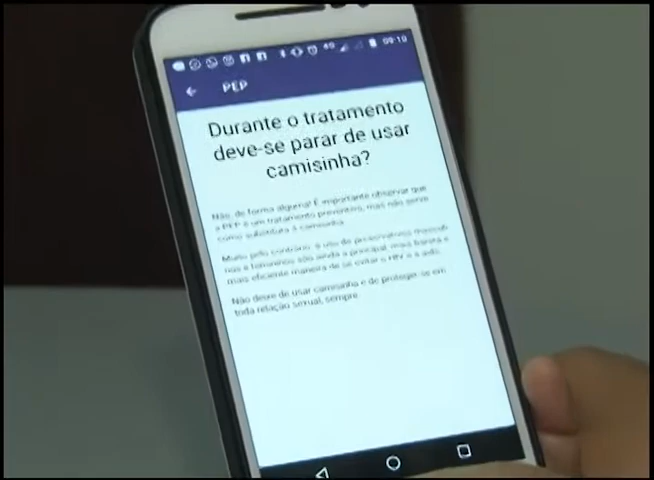 09:10
PEP
Durante o tratamento
deve-se parar de usar
camisinha?
Não, de forma alguma! É importante observar que
a PEP é um tratamento preventivo, mas não serve
como substituta à camisinha.
Muito pelo contrário: o uso de preservativos masculi-
nos e femininos são ainda a principal, mais barata e
mais eficiente maneira de se evitar o HIV e a aids.
Não deixe de usar camisinha e de proteger-se em
toda relação sexual, sempre.